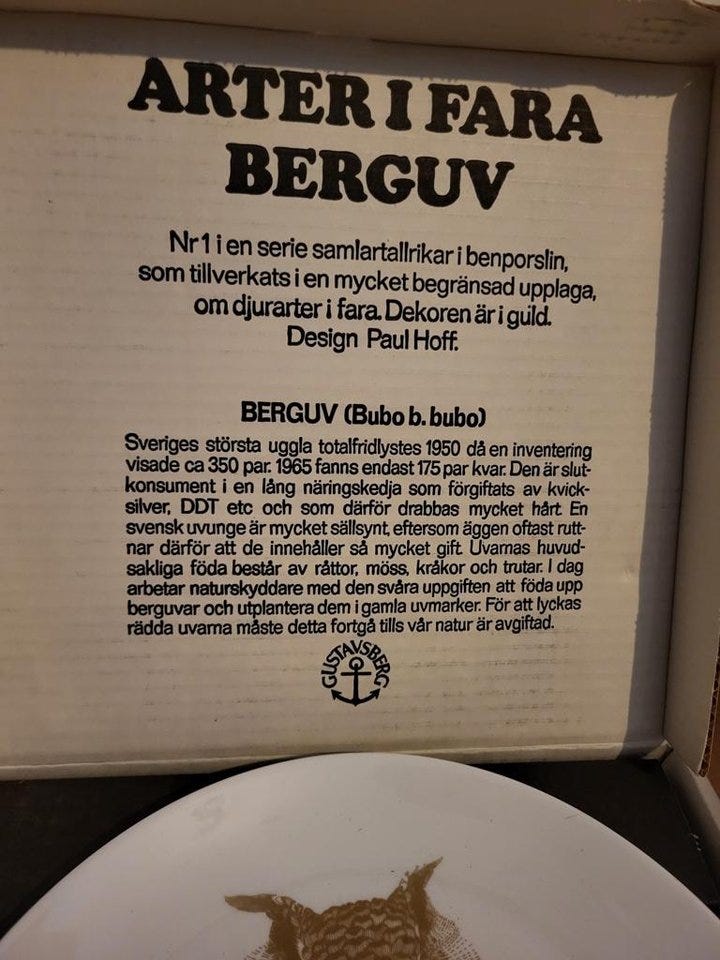 ARTER I FARA
BERGUV
Nr 1 i en serie samlartallrikar i benporslin,
som tillverkats i en mycket begränsad upplaga,
om djurarter i fara. Dekoren är i guld.
Design Paul Hoff.
BERGUV (Bubo b. bubo)
Sveriges största uggla totalfridlystes 1950 då en inventering
visade ca 350 par. 1965 fanns endast 175 par kvar. Den är slut-
konsument i en lång näringskedja som förgiftats av kvick-
silver, DDT etc och som därför drabbas mycket hårt. En
svensk uvunge är mycket sällsynt, eftersom äggen oftast rutt-
nar därför att de innehåller så mycket gift. Uvarnas huvud-
sakliga föda består av råttor, möss, kråkor och trutar. I dag
arbetar naturskyddare med den svåra uppgiften att föda upp
berguvar och utplantera dem i gamla uvmarker. För att lyckas
rädda uvarna måste detta fortgå tills vår natur är avgiftad.
GUSTAVSBERG